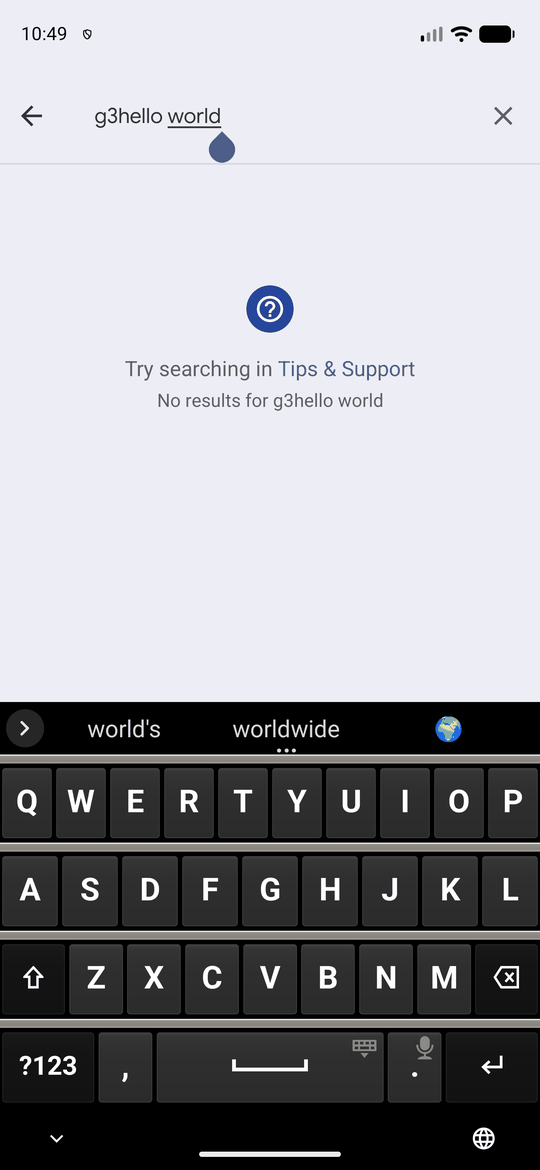 10:49
g3hello world
Try searching in Tips & Support
No results for g3hello world
world's worldwide
Q W E R T Y U I O P
A S D F G H J K L
Z X C V B N M
?123 , .